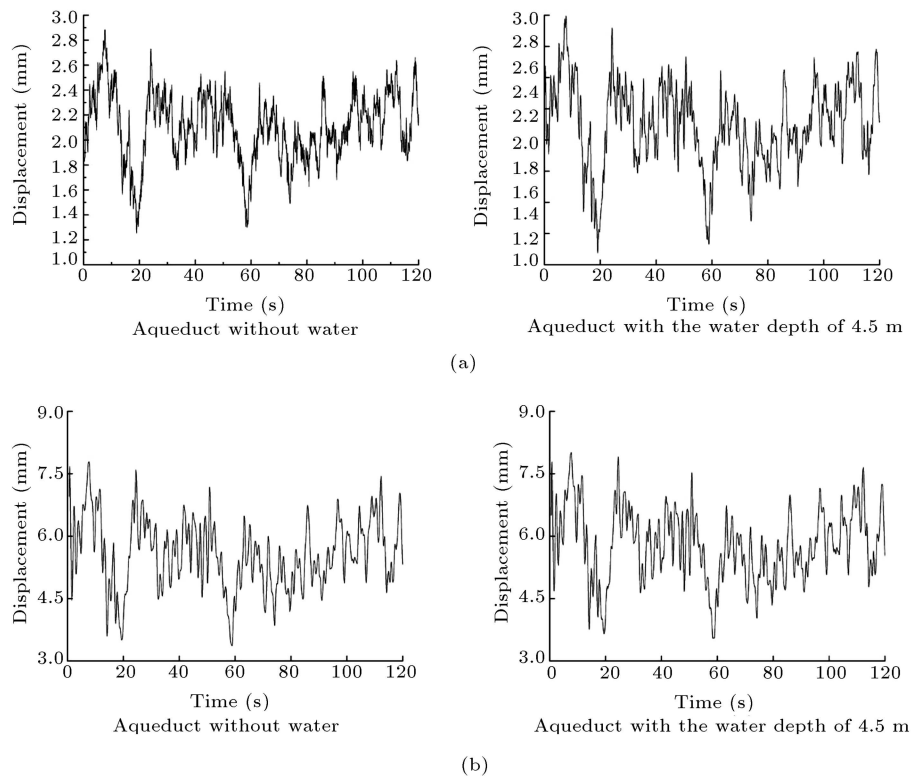 3.0
2.8
2.6
2.4
2.2
2.0
1.8
1.6
1.4
1.2
1.0
Displacement (mm)
0 20 40 60 80 100 120
Time (s)
Aqueduct without water
3.0
2.8
2.6
2.4
2.2
2.0
1.8
1.6
1.4
1.2
1.0
Displacement (mm)
0 20 40 60 80 100 120
Time (s)
Aqueduct with the water depth of 4.5 m
(a)
9.0
7.5
6.0
4.5
3.0
Displacement (mm)
0 20 40 60 80 100 120
Time (s)
Aqueduct without water
9.0
7.5
6.0
4.5
3.0
Displacement (mm)
0 20 40 60 80 100 120
Time (s)
Aqueduct with the water depth of 4.5 m
(b)